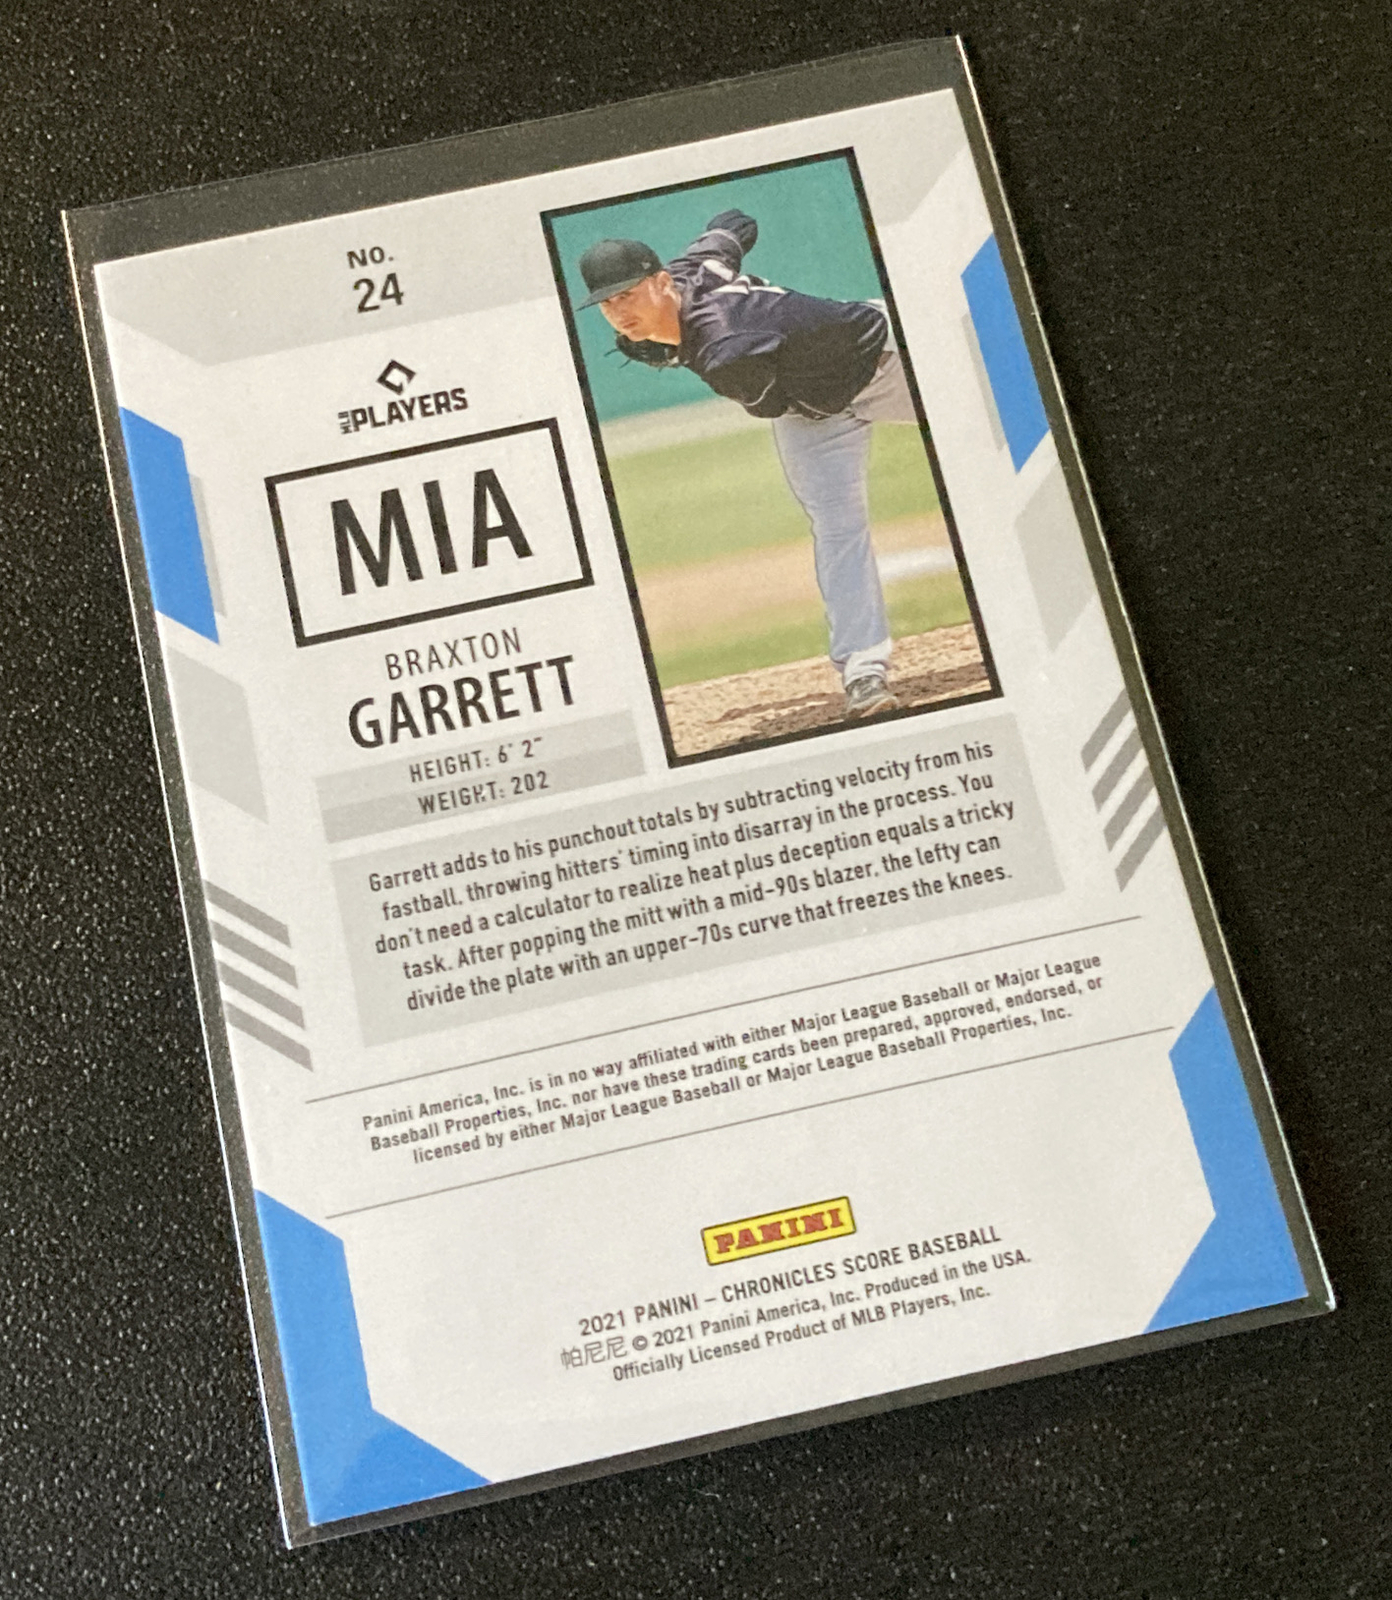 No.
24
MLB PLAYERS
MIA
BRAXTON
GARRETT
HEIGHT: 6' 2"
WEIGHT: 202
Garrett adds to his punchout totals by subtracting velocity from his
fastball, throwing hitters' timing into disarray in the process. You
don't need a calculator to realize heat plus deception equals a tricky
task. After popping the mitt with a mid-90s blazer, the lefty can
divide the plate with an upper-70s curve that freezes the knees.
Panini America, Inc. is in no way affiliated with either Major League Baseball or Major League
Baseball Properties, Inc. nor have these trading cards been prepared, approved, endorsed, or
licensed by either Major League Baseball or Major League Baseball Properties, Inc.
PANINI
2021 PANINI – CHRONICLES SCORE BASEBALL
帕尼尼 © 2021 Panini America, Inc. Produced in the USA.
Officially Licensed Product of MLB Players, Inc.